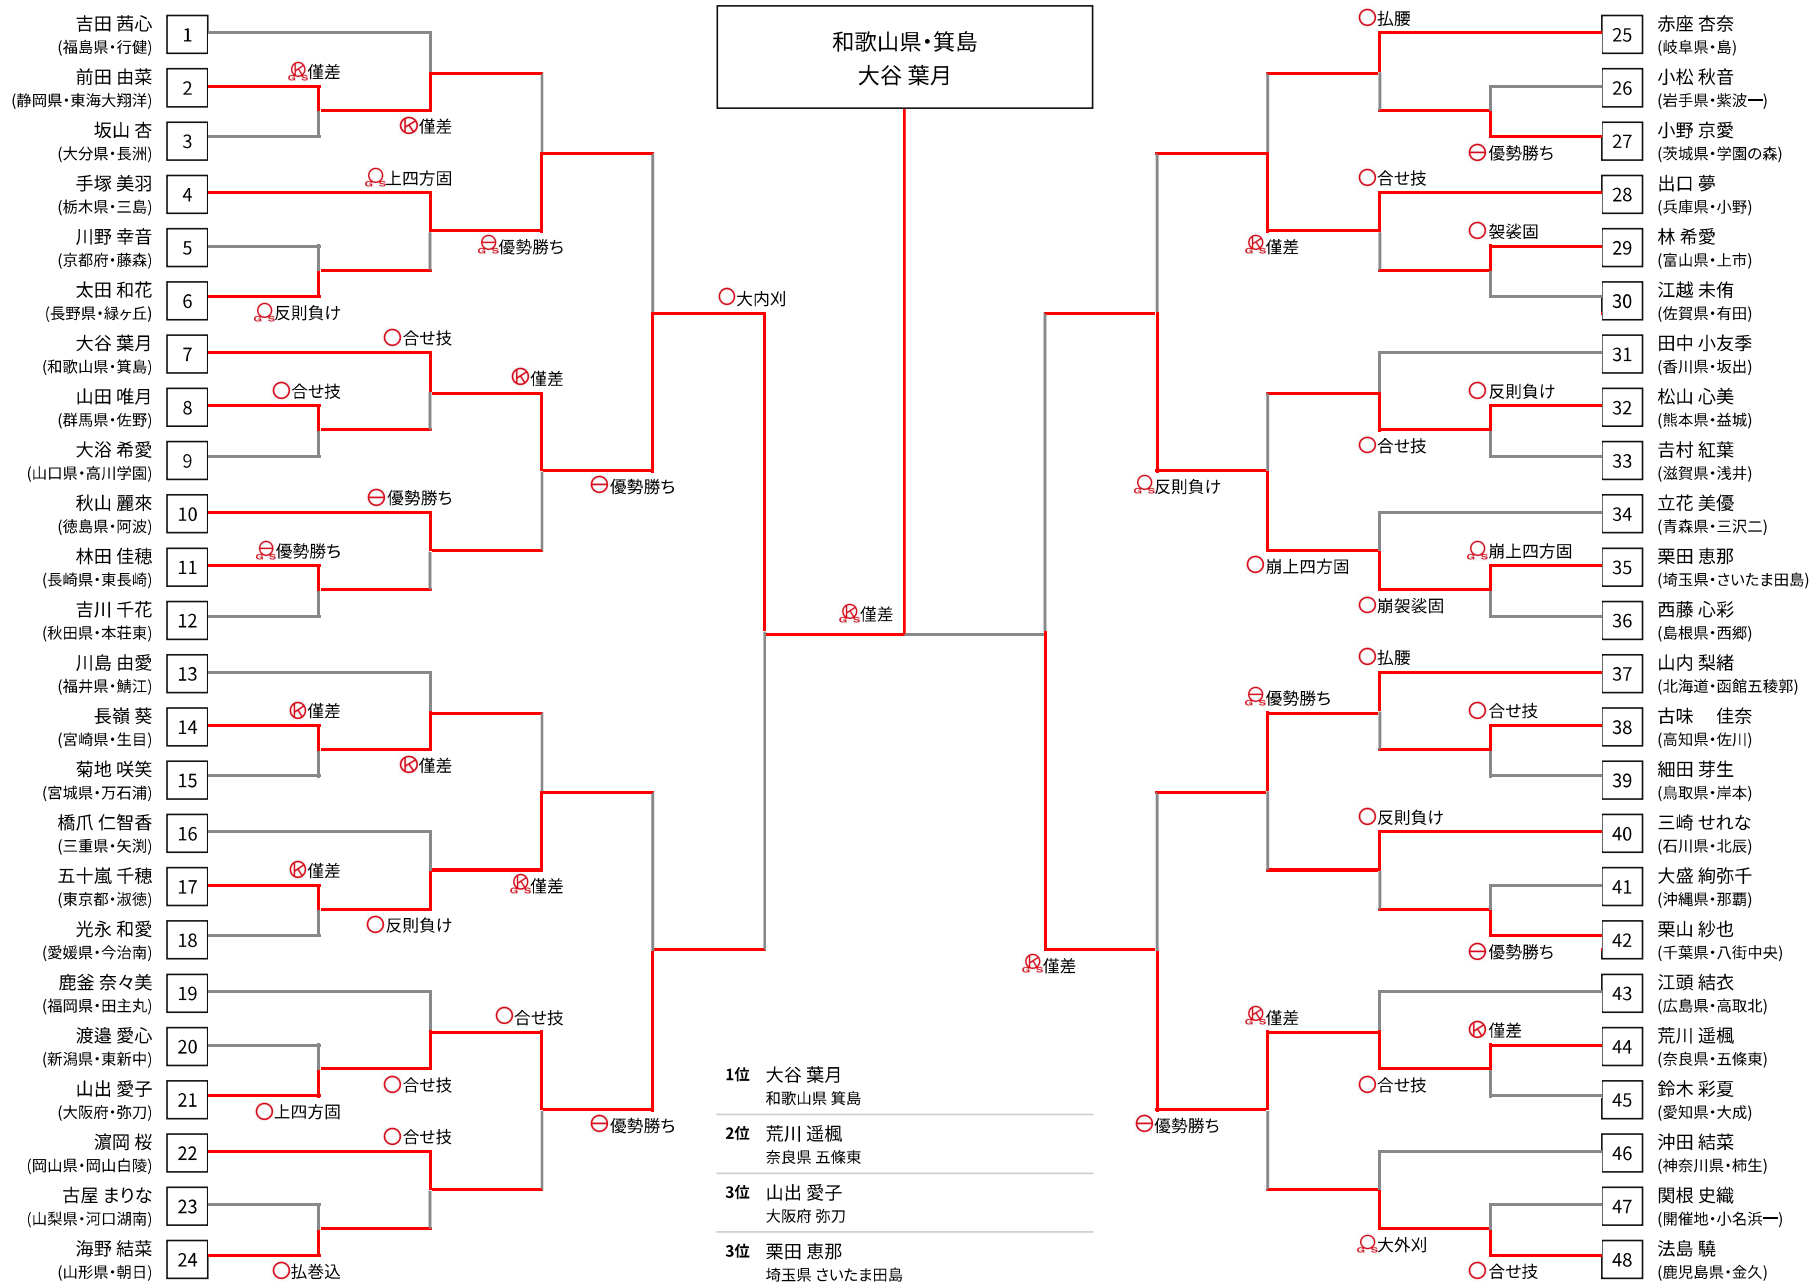 和歌山県・箕島
大谷 葉月
吉田 茜心
(福島県・行健)
1
前田 由菜
(静岡県・東海大翔洋)
2
坂山 杏
(大分県・長洲)
3
手塚 美羽
(栃木県・三島)
4
川野 幸音
(京都府・藤森)
5
太田 和花
(長野県・緑ヶ丘)
6
大谷 葉月
(和歌山県・箕島)
7
山田 唯月
(群馬県・佐野)
8
大浴 希愛
(山口県・高川学園)
9
秋山 麗來
(徳島県・阿波)
10
林田 佳穂
(長崎県・東長崎)
11
吉川 千花
(秋田県・本荘東)
12
川島 由愛
(福井県・鯖江)
13
長嶺 葵
(宮崎県・生目)
14
菊地 咲笑
(宮城県・万石浦)
15
橋爪 仁智香
(三重県・矢渕)
16
五十嵐 千穂
(東京都・淑徳)
17
光永 和愛
(愛媛県・今治南)
18
鹿釜 奈々美
(福岡県・田主丸)
19
渡邉 愛心
(新潟県・東新中)
20
山出 愛子
(大阪府・弥刀)
21
濵岡 桜
(岡山県・岡山白陵)
22
古屋 まりな
(山梨県・河口湖南)
23
海野 結菜
(山形県・朝日)
24
K GS 僅差
K 僅差
GS 上四方固
GS 優勢勝ち
GS 反則負け
合せ技
K 僅差
合せ技
優勢勝ち
優勢勝ち
GS 優勢勝ち
大内刈
K 僅差
K 僅差
K 僅差
K GS 僅差
反則負け
合せ技
合せ技
上四方固
優勢勝ち
合せ技
払巻込
K GS 僅差
払腰
優勢勝ち
合せ技
K GS 僅差
袈裟固
反則負け
合せ技
GS 反則負け
GS 崩上四方固
崩上四方固
崩袈裟固
払腰
GS 優勢勝ち
合せ技
反則負け
優勢勝ち
K GS 僅差
K GS 僅差
K 僅差
合せ技
優勢勝ち
GS 大外刈
合せ技
25
赤座 杏奈
(岐阜県・島)
26
小松 秋音
(岩手県・紫波一)
27
小野 京愛
(茨城県・学園の森)
28
出口 夢
(兵庫県・小野)
29
林 希愛
(富山県・上市)
30
江越 未侑
(佐賀県・有田)
31
田中 小友季
(香川県・坂出)
32
松山 心美
(熊本県・益城)
33
吉村 紅葉
(滋賀県・浅井)
34
立花 美優
(青森県・三沢二)
35
栗田 恵那
(埼玉県・さいたま田島)
36
西藤 心彩
(島根県・西郷)
37
山内 梨緒
(北海道・函館五稜郭)
38
古味 佳奈
(高知県・佐川)
39
細田 芽生
(鳥取県・岸本)
40
三崎 せれな
(石川県・北辰)
41
大盛 絢弥千
(沖縄県・那覇)
42
栗山 紗也
(千葉県・八街中央)
43
江頭 結衣
(広島県・高取北)
44
荒川 遥楓
(奈良県・五條東)
45
鈴木 彩夏
(愛知県・大成)
46
沖田 結菜
(神奈川県・柿生)
47
関根 史織
(開催地・小名浜一)
48
法島 驍
(鹿児島県・金久)
1位 大谷 葉月
和歌山県 箕島
2位 荒川 遥楓
奈良県 五條東
3位 山出 愛子
大阪府 弥刀
3位 栗田 恵那
埼玉県 さいたま田島